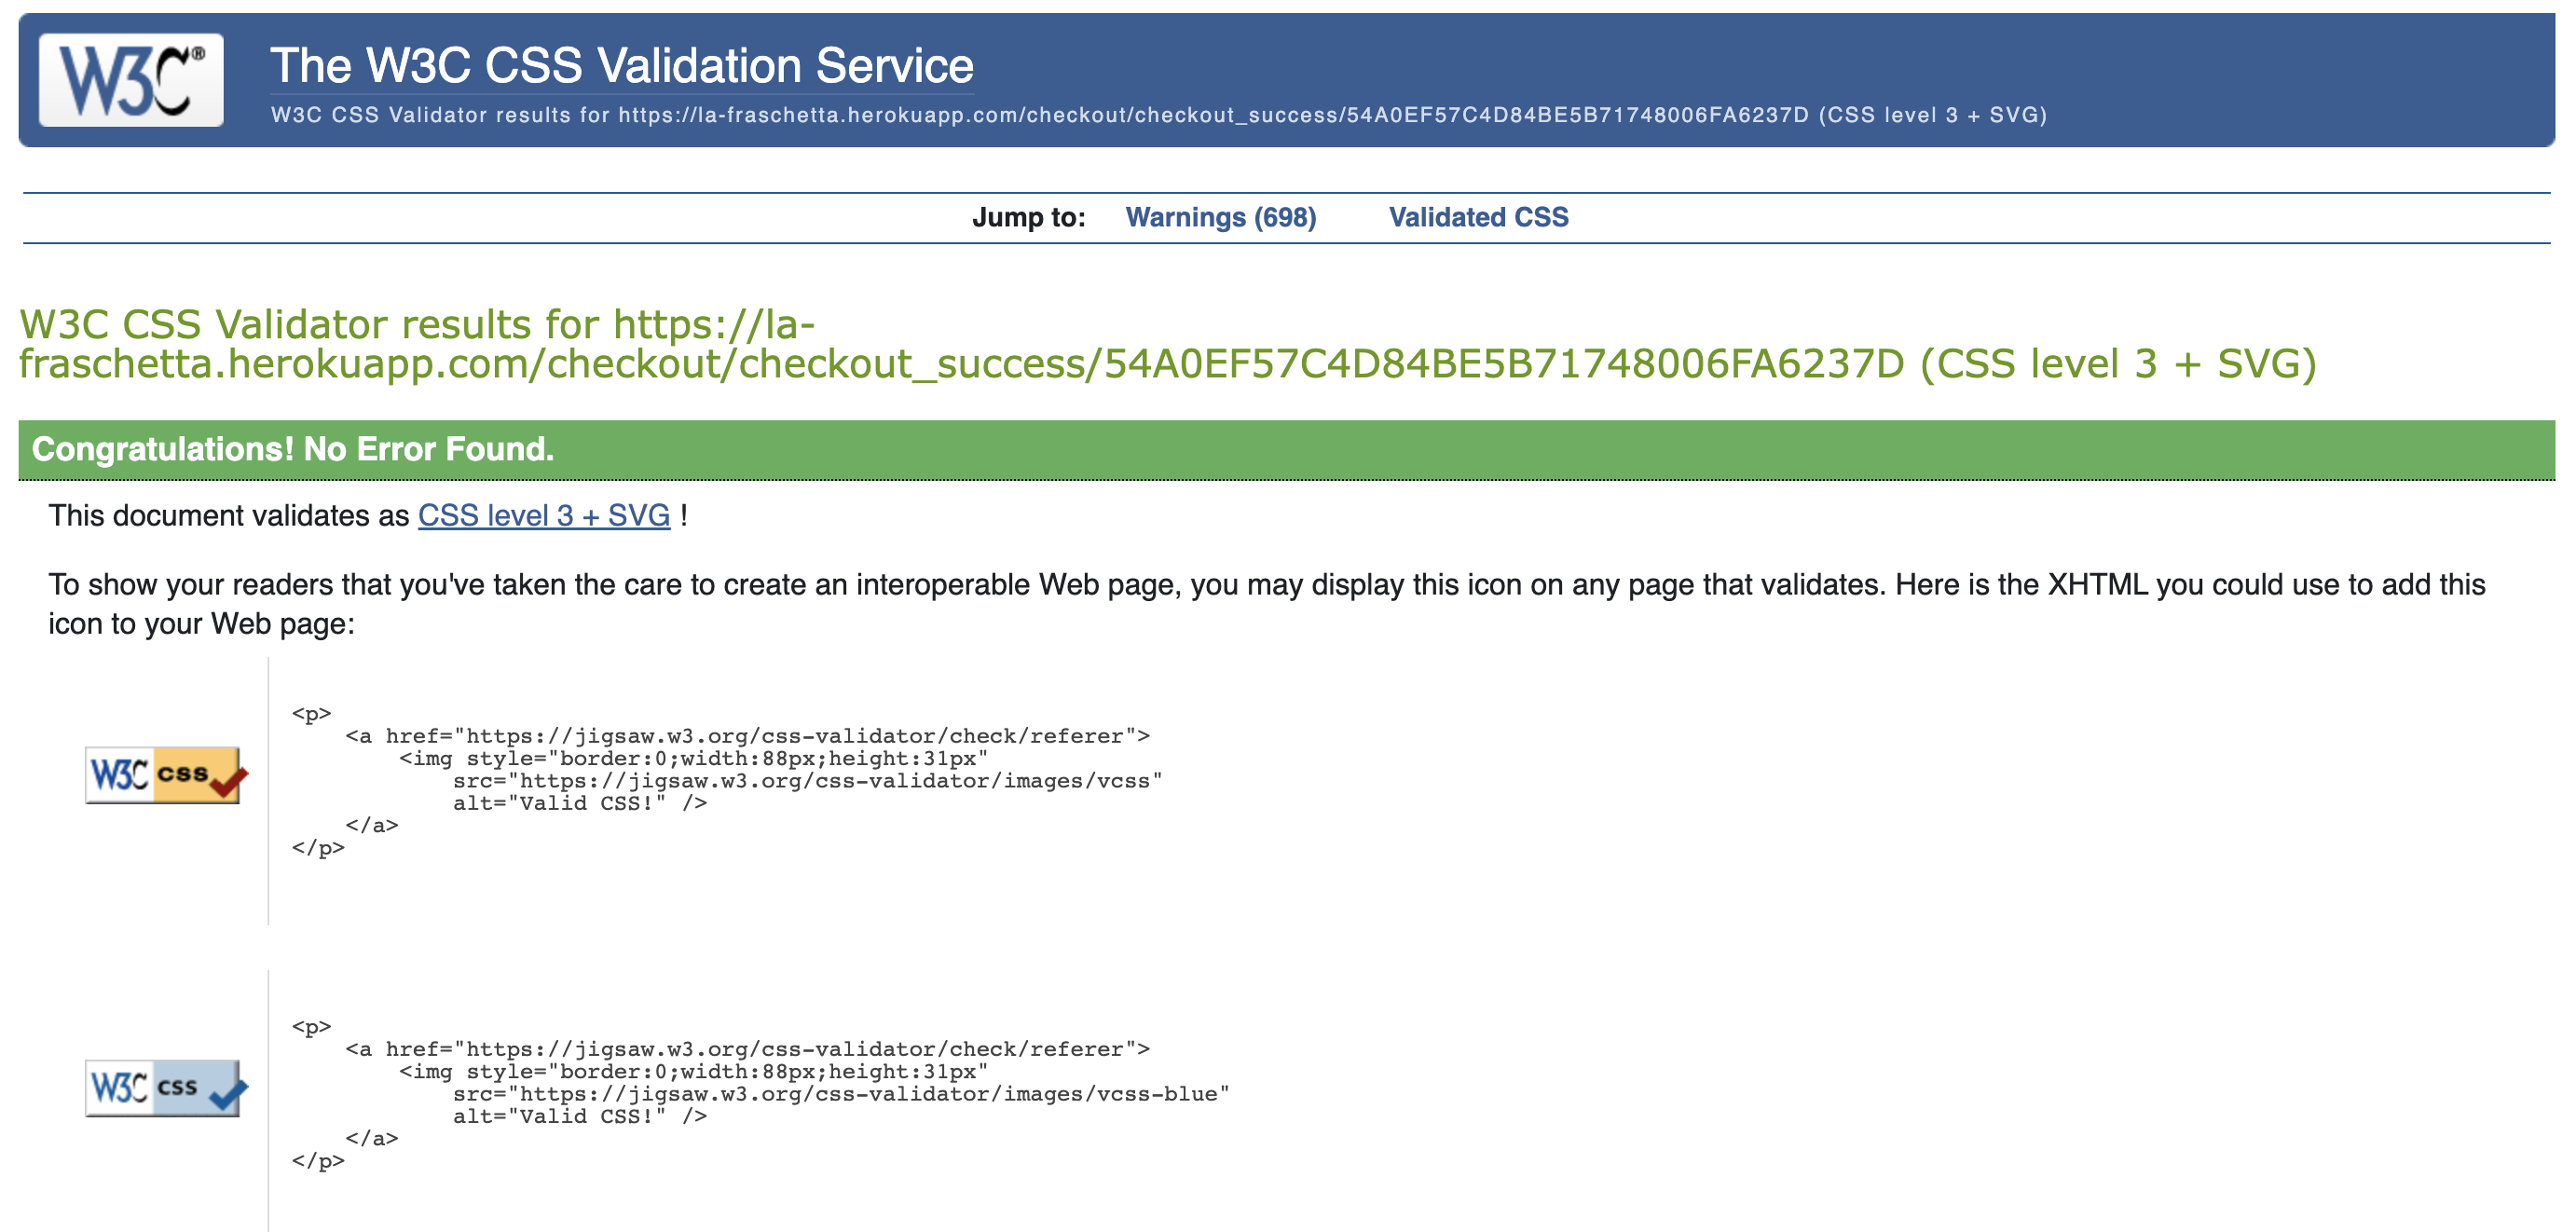 W3C®
The W3C CSS Validation Service
W3C CSS Validator results for https://la-fraschetta.herokuapp.com/checkout/checkout_success/54A0EF57C4D84BE5B71748006FA6237D (CSS level 3 + SVG)
Jump to: Warnings (698) Validated CSS
W3C CSS Validator results for https://la-
fraschetta.herokuapp.com/checkout/checkout_success/54A0EF57C4D84BE5B71748006FA6237D (CSS level 3 + SVG)
Congratulations! No Error Found.
This document validates as CSS level 3 + SVG !
To show your readers that you've taken the care to create an interoperable Web page, you may display this icon on any page that validates. Here is the XHTML you could use to add this
icon to your Web page:
W3C css
<p>
<a href="https://jigsaw.w3.org/css-validator/check/referer">
<img style="border:0;width:88px;height:31px"
src="https://jigsaw.w3.org/css-validator/images/vcss"
alt="Valid CSS!" />
</a>
</p>
W3C css
<p>
<a href="https://jigsaw.w3.org/css-validator/check/referer">
<img style="border:0;width:88px;height:31px"
src="https://jigsaw.w3.org/css-validator/images/vcss-blue"
alt="Valid CSS!" />
</a>
</p>